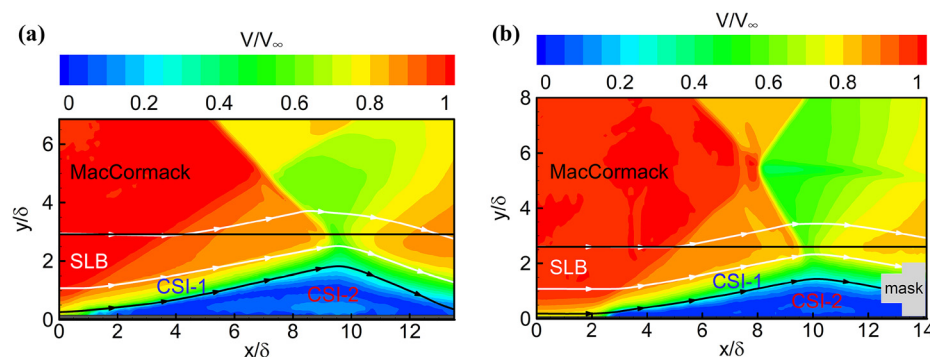 (a)
V/V∞
0 0.2 0.4 0.6 0.8 1
6
4
2
0
y/δ
MacCormack
SLB
CSI-1
CSI-2
0 2 4 6 8 10 12
x/δ
(b)
V/V∞
0 0.2 0.4 0.6 0.8 1
8
6
4
2
0
y/δ
MacCormack
SLB
CSI-1
CSI-2
mask
0 2 4 6 8 10 12 14
x/δ